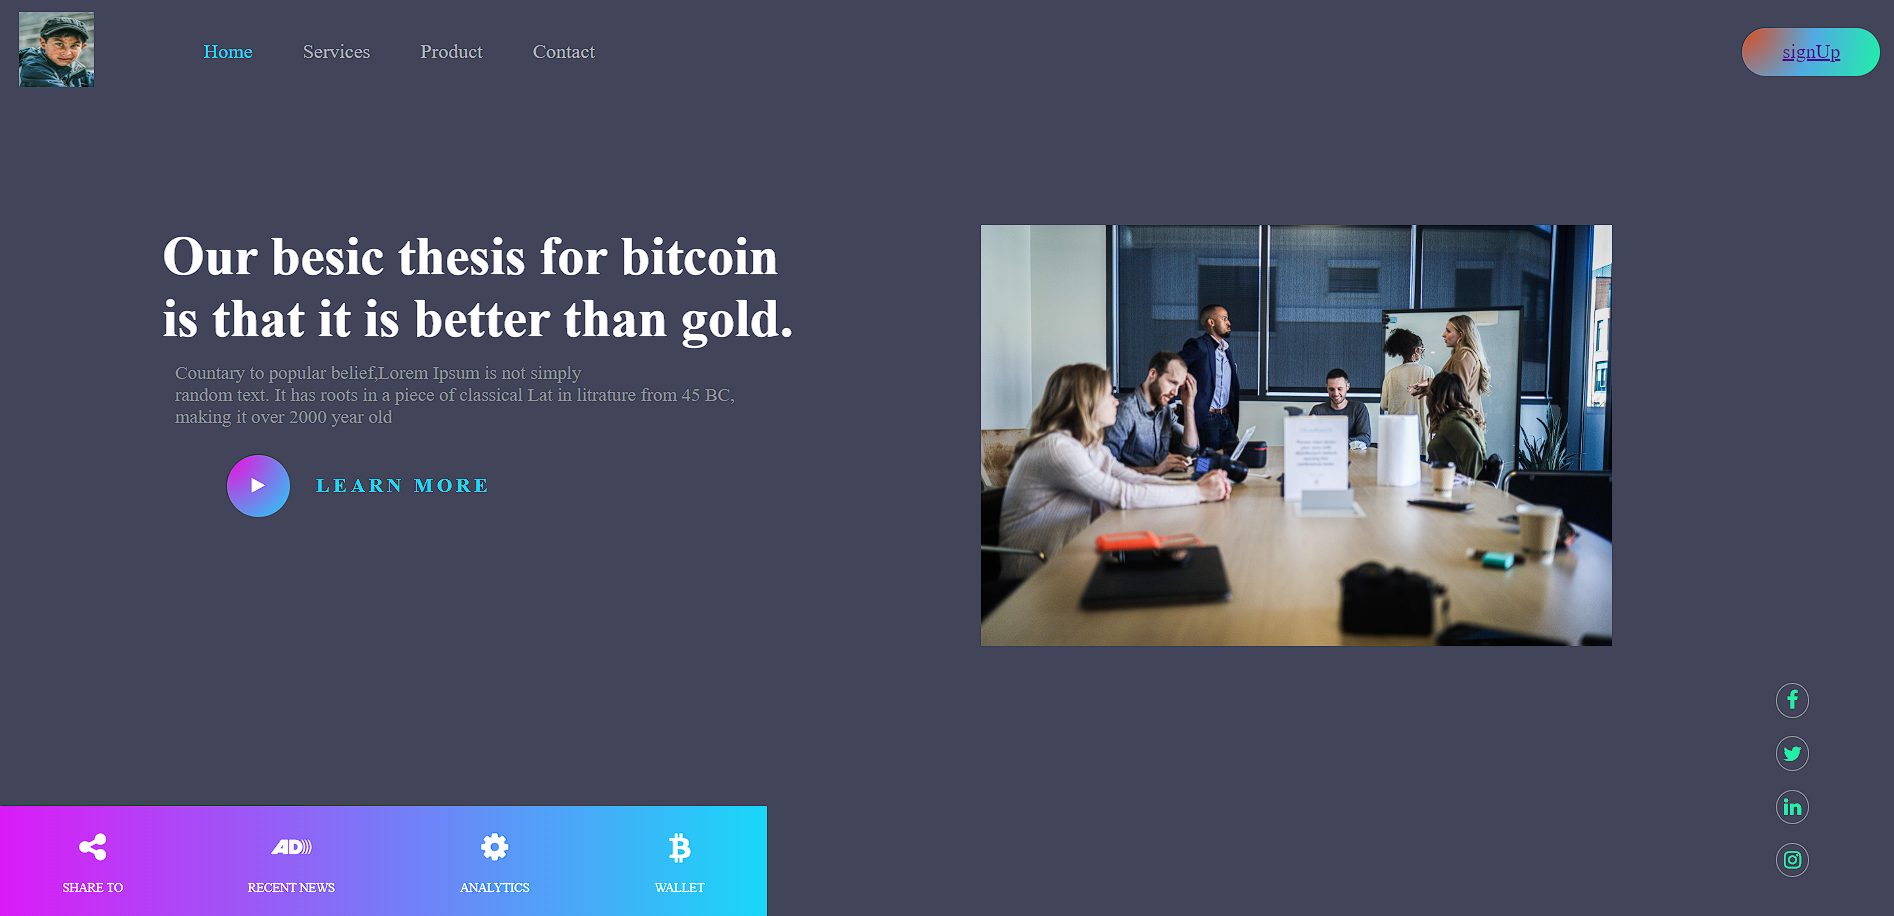 Home Services Product Contact signUp
Our besic thesis for bitcoin
is that it is better than gold.
Countary to popular belief,Lorem Ipsum is not simply
random text. It has roots in a piece of classical Lat in litrature from 45 BC,
making it over 2000 year old
LEARN MORE
AD
SHARE TO RECENT NEWS ANALYTICS WALLET